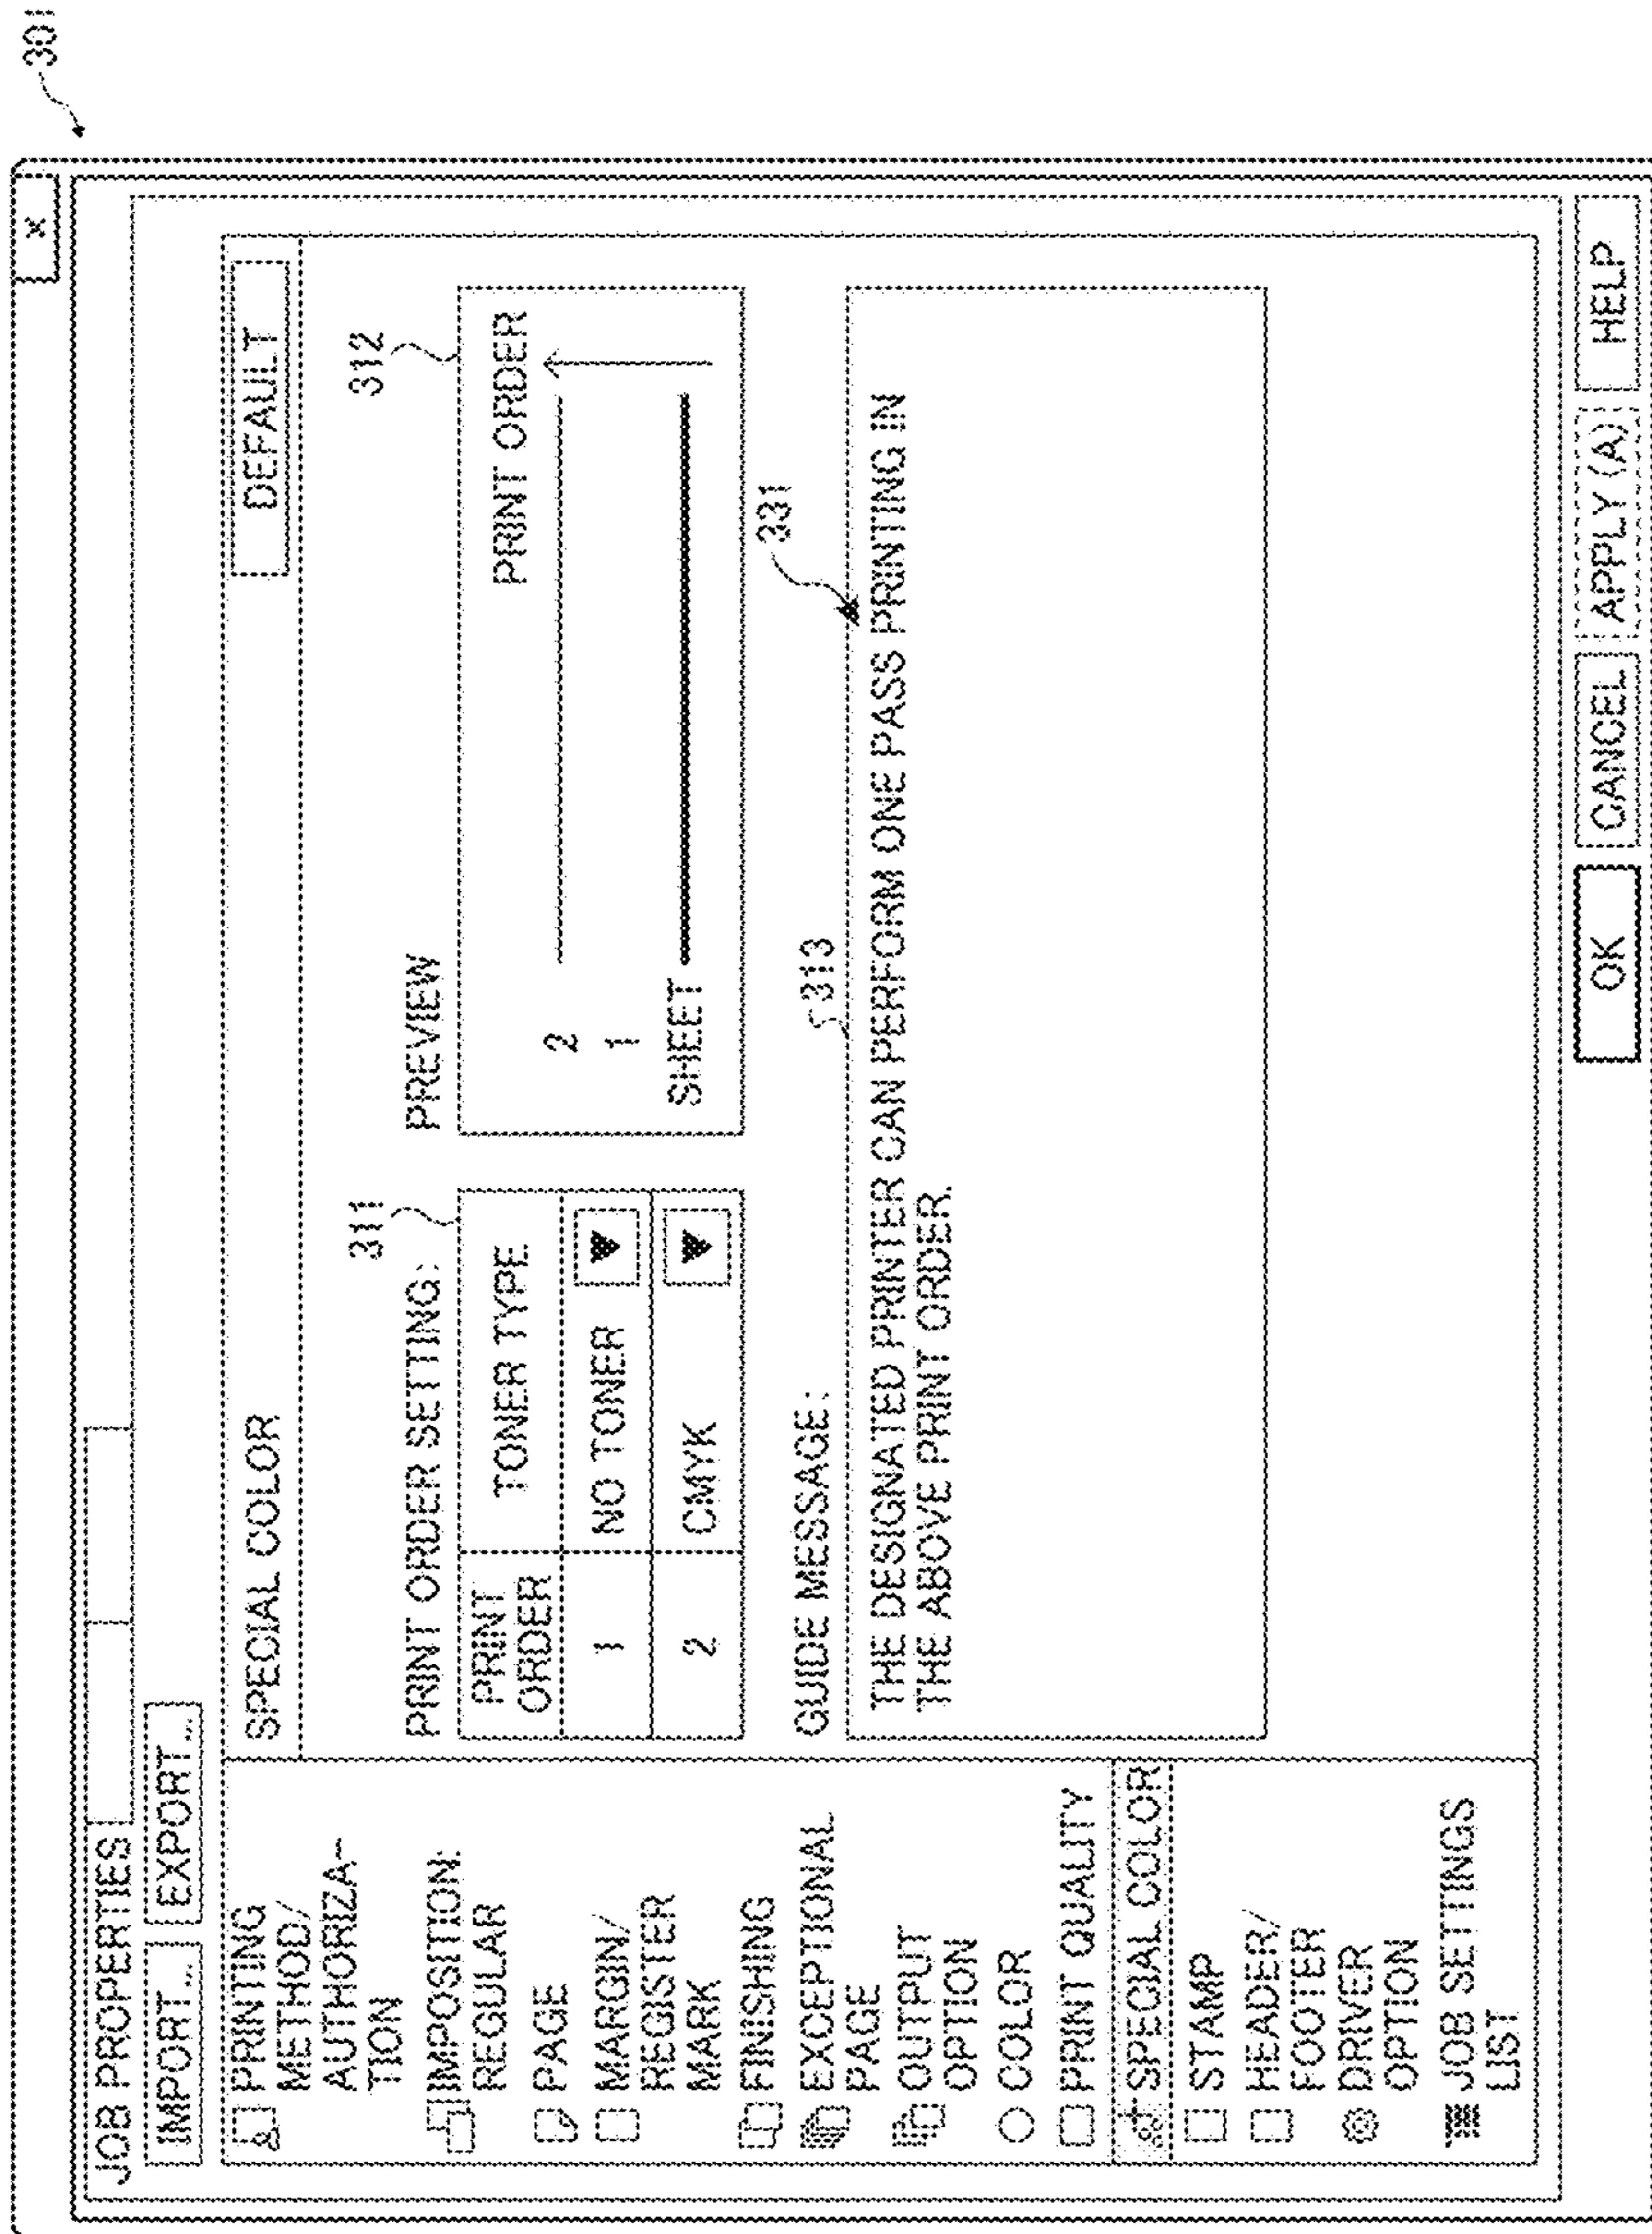 301
×
JOB PROPERTIES
IMPORT...
EXPORT...
PRINTING
METHOD/
AUTHORIZA-
TION
IMPOSITION:
REGULAR
PAGE
MARGIN/
REGISTER
MARK
FINISHING
EXCEPTIONAL
PAGE
OUTPUT
OPTION
COLOR
PRINT QUALITY
SPECIAL COLOR
STAMP
HEADER/
FOOTER
DRIVER
OPTION
JOB SETTINGS
LIST
SPECIAL COLOR
DEFAULT
PRINT ORDER SETTING:
311
PRINT
ORDER
TONER TYPE
1 NO TONER ▼
2 CMYK ▼
PREVIEW
312
PRINT ORDER
2
1
SHEET
GUIDE MESSAGE:
313
331
THE DESIGNATED PRINTER CAN PERFORM ONE PASS PRINTING IN
THE ABOVE PRINT ORDER.
OK
CANCEL
APPLY (A)
HELP